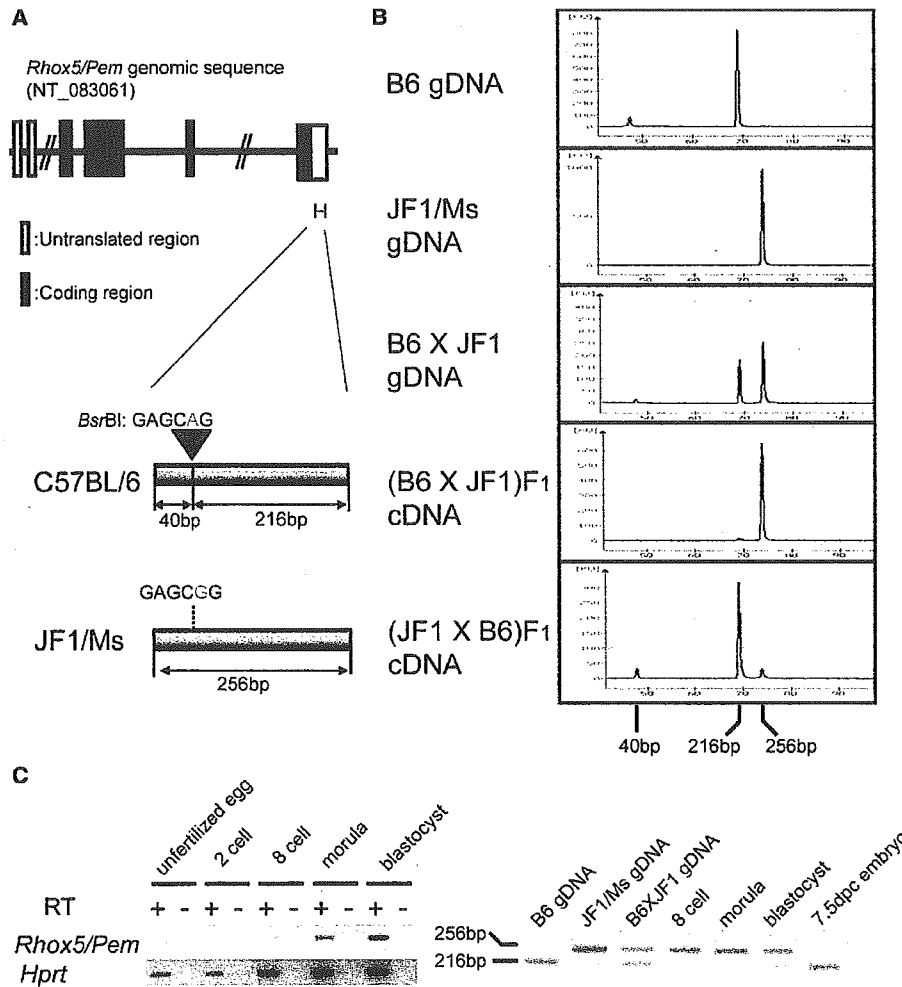 A
Rhox5/Pem genomic sequence
(NT_083061)
H
:Untranslated region
:Coding region
BsrBI: GAGCAG
C57BL/6
40bp
216bp
GAGCGG
JF1/Ms
256bp
B
B6 gDNA
JF1/Ms
gDNA
B6 X JF1
gDNA
(B6 X JF1)F1
cDNA
(JF1 X B6)F1
cDNA
40bp
216bp
256bp
C
unfertilized egg
2 cell
8 cell
morula
blastocyst
RT
+ - + - + - + - + -
Rhox5/Pem
Hprt
B6 gDNA
JF1/Ms gDNA
B6XJF1 gDNA
8 cell
morula
blastocyst
7.5dpc embryo
256bp
216bp